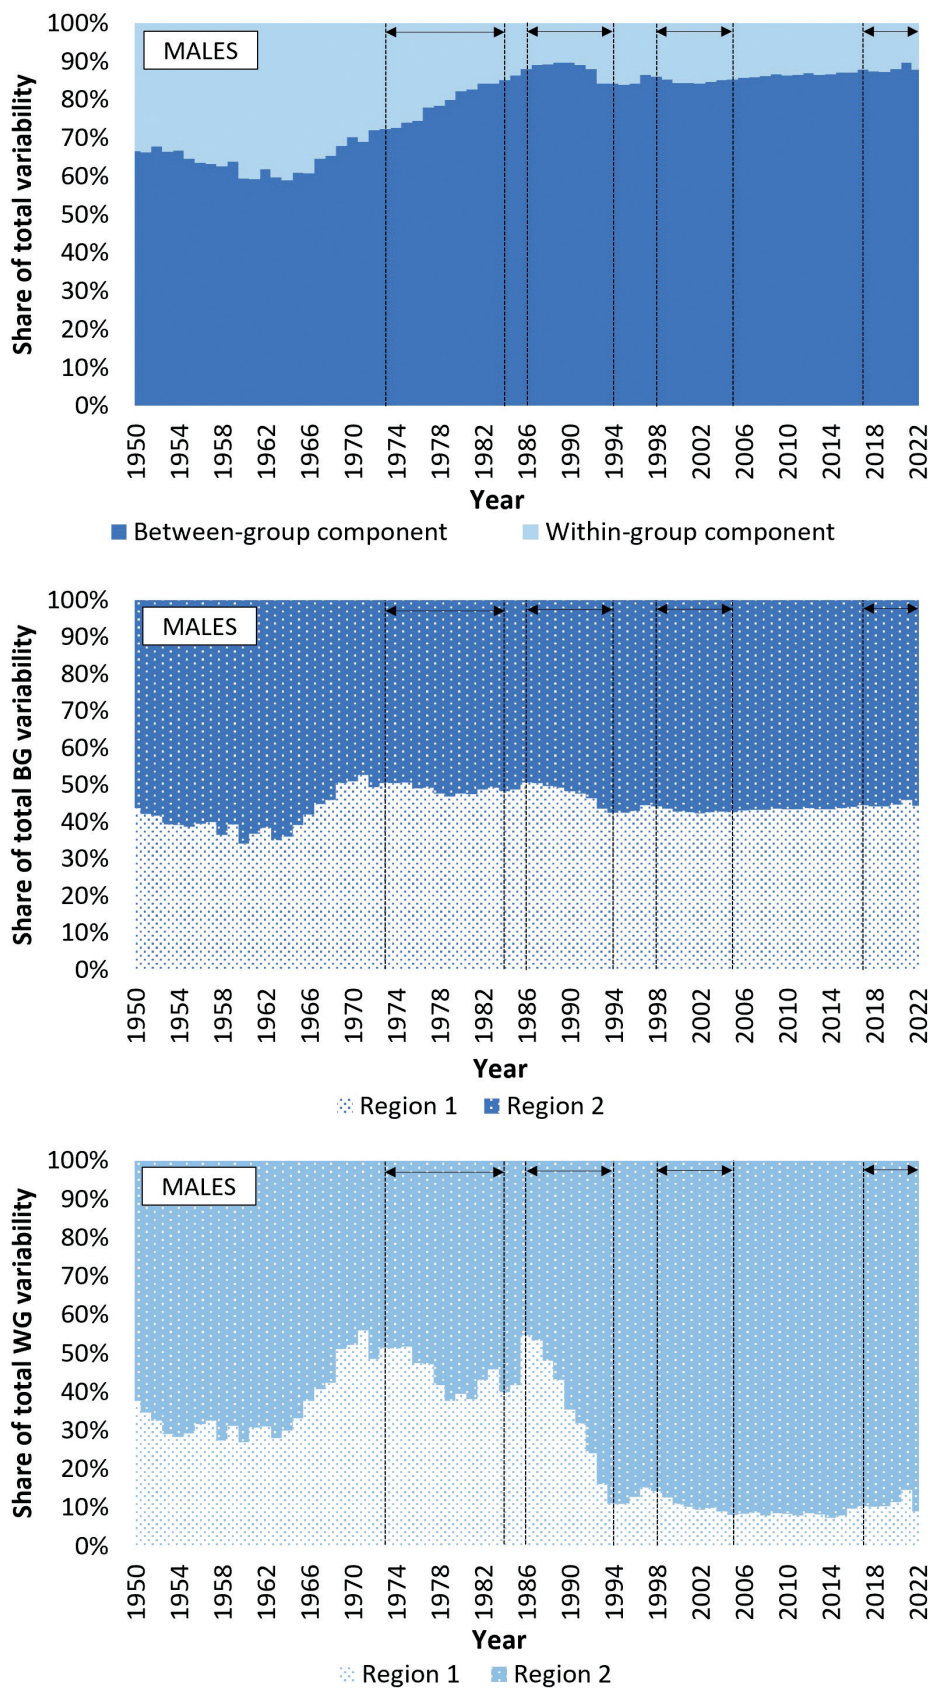 Share of total variability
100%
90%
80%
70%
60%
50%
40%
30%
20%
10%
0%
MALES
1950 1954 1958 1962 1966 1970 1974 1978 1982 1986 1990 1994 1998 2002 2006 2010 2014 2018 2022
Year
Between-group component Within-group component
Share of total BG variability
100%
90%
80%
70%
60%
50%
40%
30%
20%
10%
0%
MALES
1950 1954 1958 1962 1966 1970 1974 1978 1982 1986 1990 1994 1998 2002 2006 2010 2014 2018 2022
Year
Region 1 Region 2
Share of total WG variability
100%
90%
80%
70%
60%
50%
40%
30%
20%
10%
0%
MALES
1950 1954 1958 1962 1966 1970 1974 1978 1982 1986 1990 1994 1998 2002 2006 2010 2014 2018 2022
Year
Region 1 Region 2